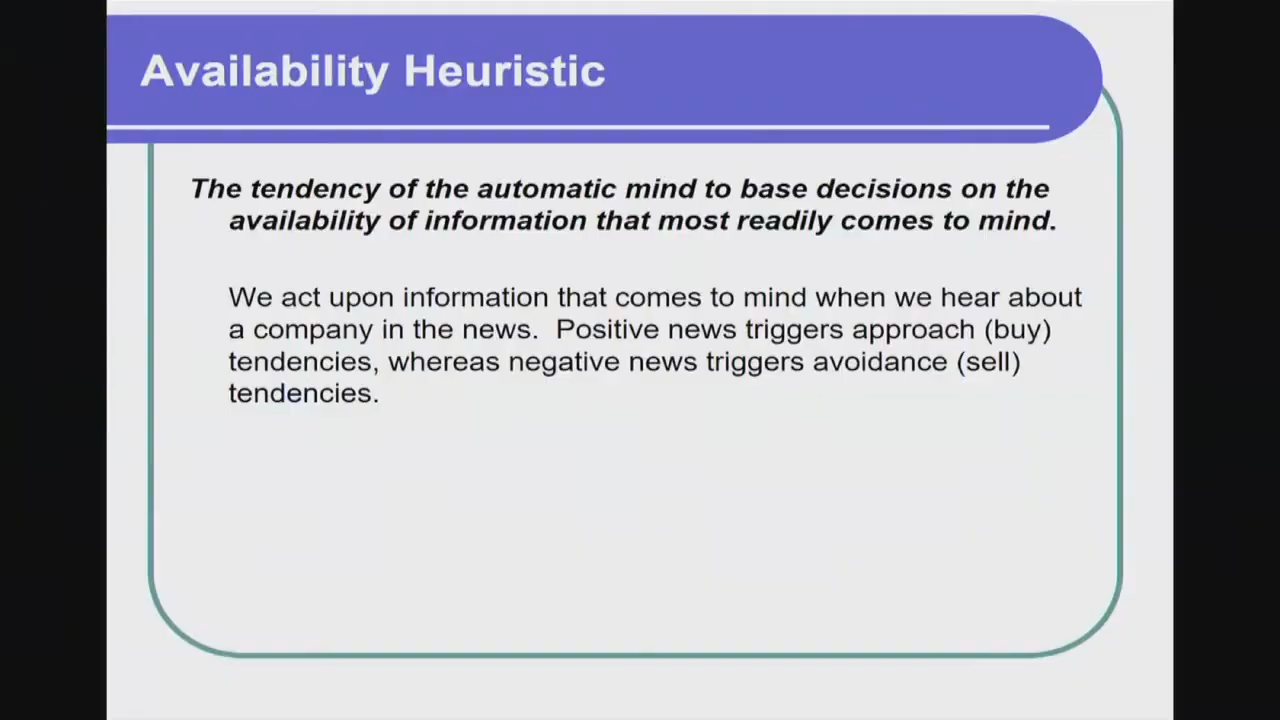 Availability Heuristic
The tendency of the automatic mind to base decisions on the
availability of information that most readily comes to mind.
We act upon information that comes to mind when we hear about
a company in the news.  Positive news triggers approach (buy)
tendencies, whereas negative news triggers avoidance (sell)
tendencies.